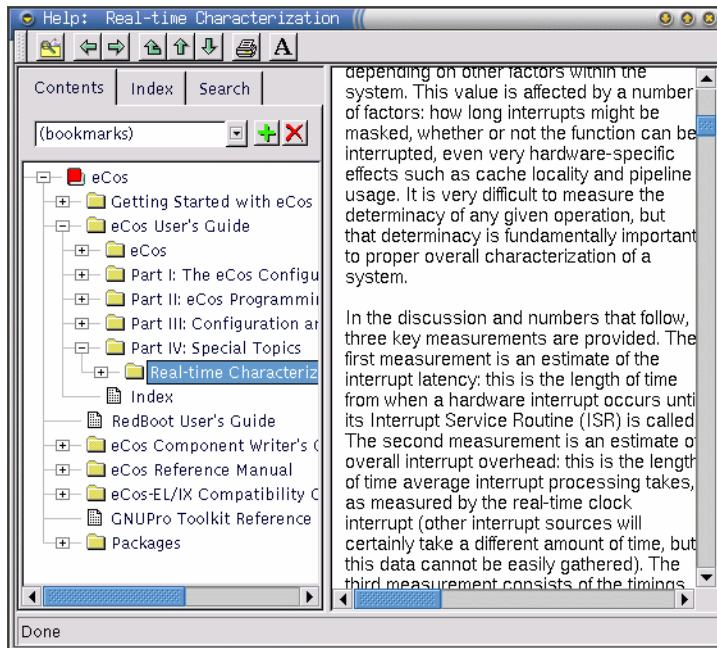 Help: Real-time Characterization
A
Contents Index Search
(bookmarks)
eCos
Getting Started with eCos
eCos User's Guide
eCos
Part I: The eCos Configu
Part II: eCos Programmi
Part III: Configuration a
Part IV: Special Topics
Real-time Characteriz
Index
RedBoot User's Guide
eCos Component Writer's
eCos Reference Manual
eCos-EL/IX Compatibility
GNUPro Toolkit Reference
Packages
depending on other factors within the
system. This value is affected by a number
of factors: how long interrupts might be
masked, whether or not the function can be
interrupted, even very hardware-specific
effects such as cache locality and pipeline
usage. It is very difficult to measure the
determinacy of any given operation, but
that determinacy is fundamentally important
to proper overall characterization of a
system.
In the discussion and numbers that follow,
three key measurements are provided. The
first measurement is an estimate of the
interrupt latency: this is the length of time
from when a hardware interrupt occurs unti
its Interrupt Service Routine (ISR) is called
The second measurement is an estimate o
overall interrupt overhead: this is the length
of time average interrupt processing takes,
as measured by the real-time clock
interrupt (other interrupt sources will
certainly take a different amount of time, but
this data cannot be easily gathered). The
third measurement consists of the timings
Done